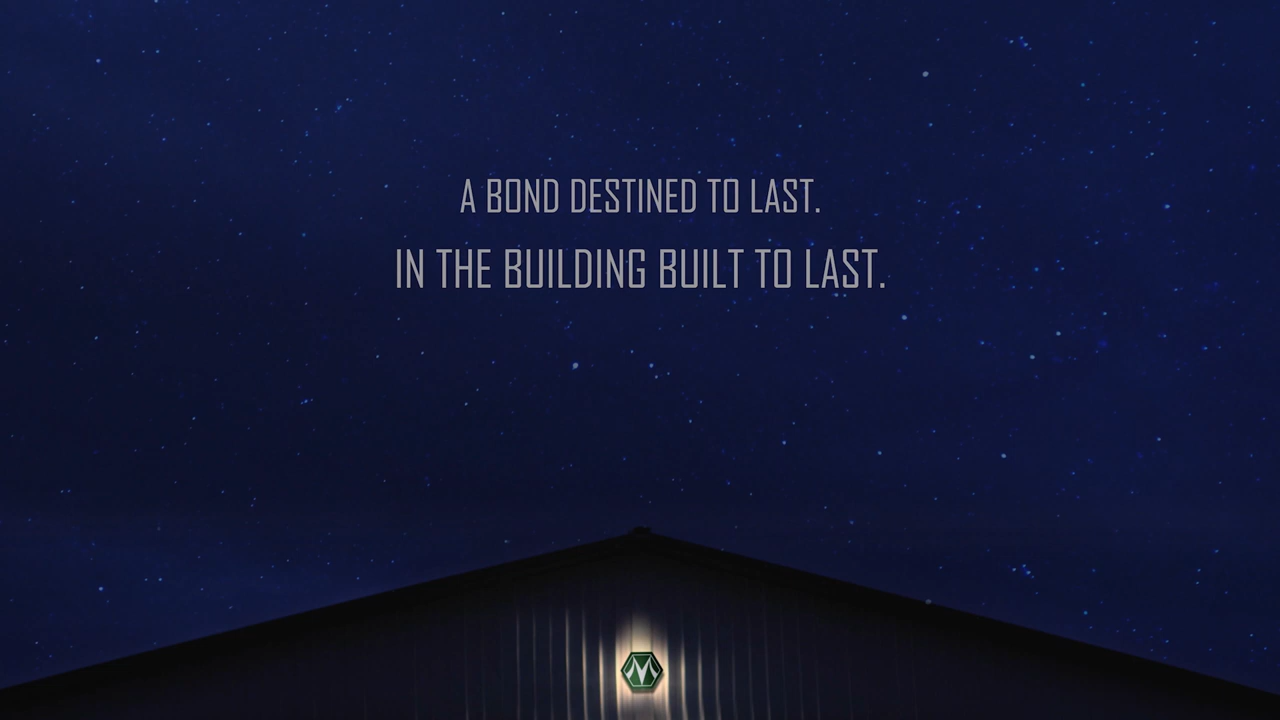 A BOND DESTINED TO LAST.
IN THE BUILDING BUILT TO LAST.